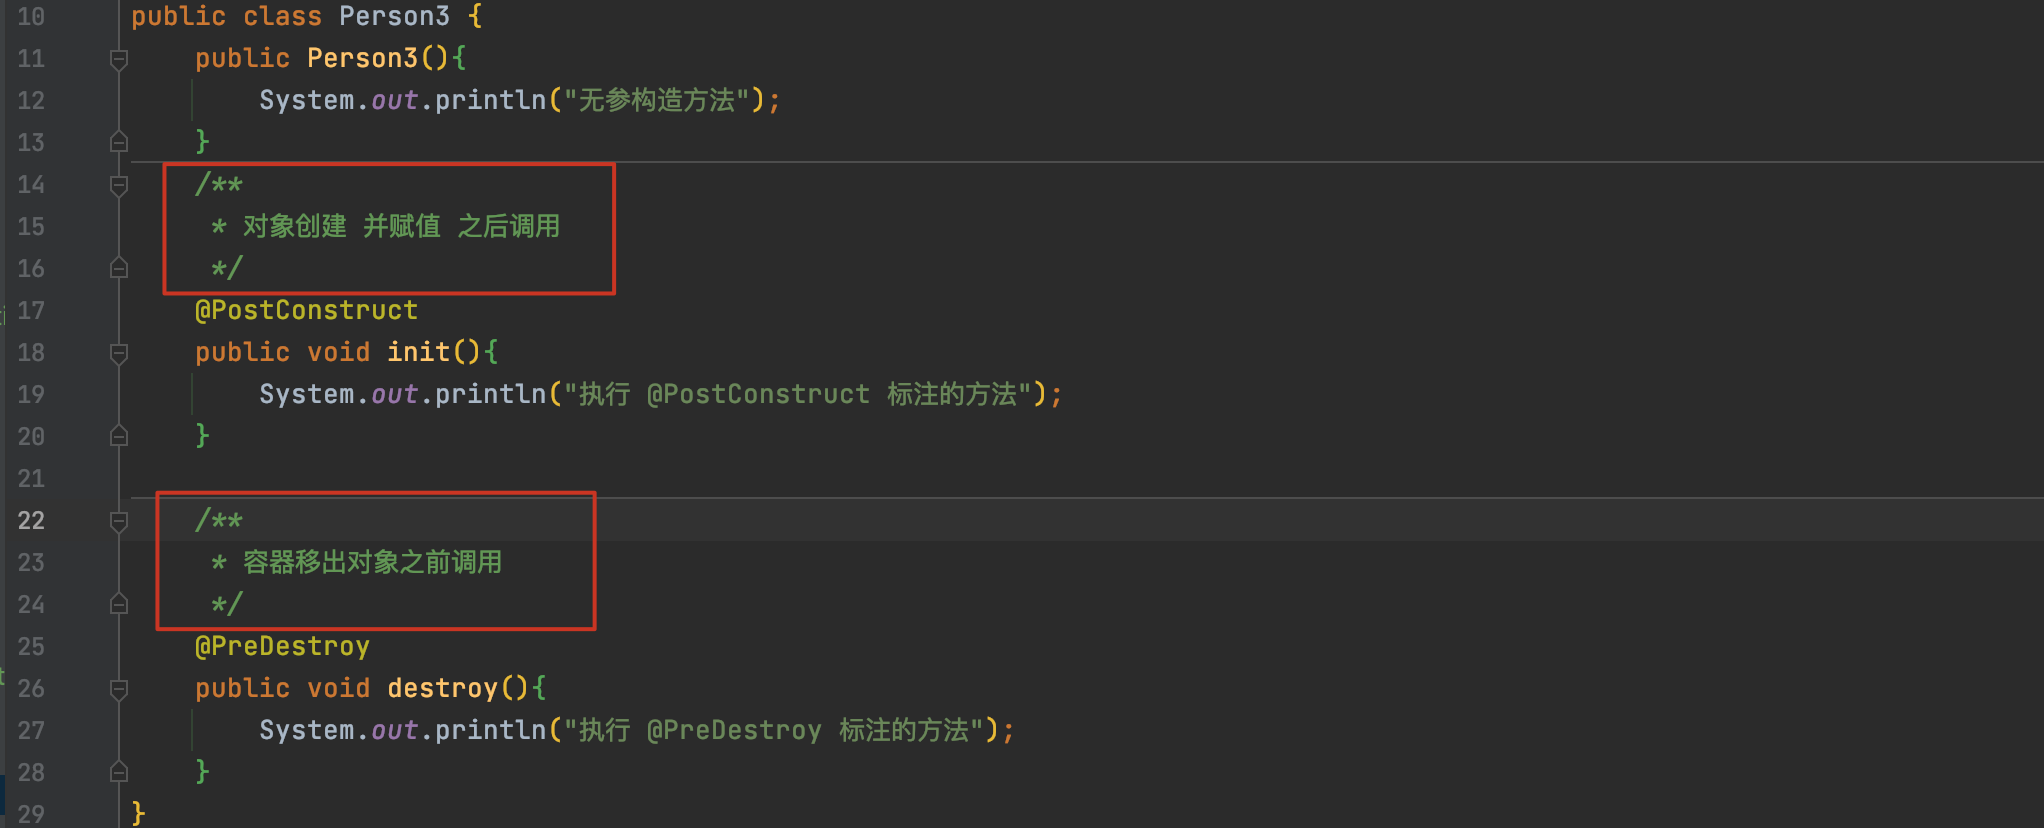 10 public class Person3 {
11 public Person3(){
12 System.out.println("无参构造方法");
13 }
14 /**
15 * 对象创建 并赋值 之后调用
16 */
17 @PostConstruct
18 public void init(){
19 System.out.println("执行 @PostConstruct 标注的方法");
20 }
21
22 /**
23 * 容器移出对象之前调用
24 */
25 @PreDestroy
26 public void destroy(){
27 System.out.println("执行 @PreDestroy 标注的方法");
28 }
29 }